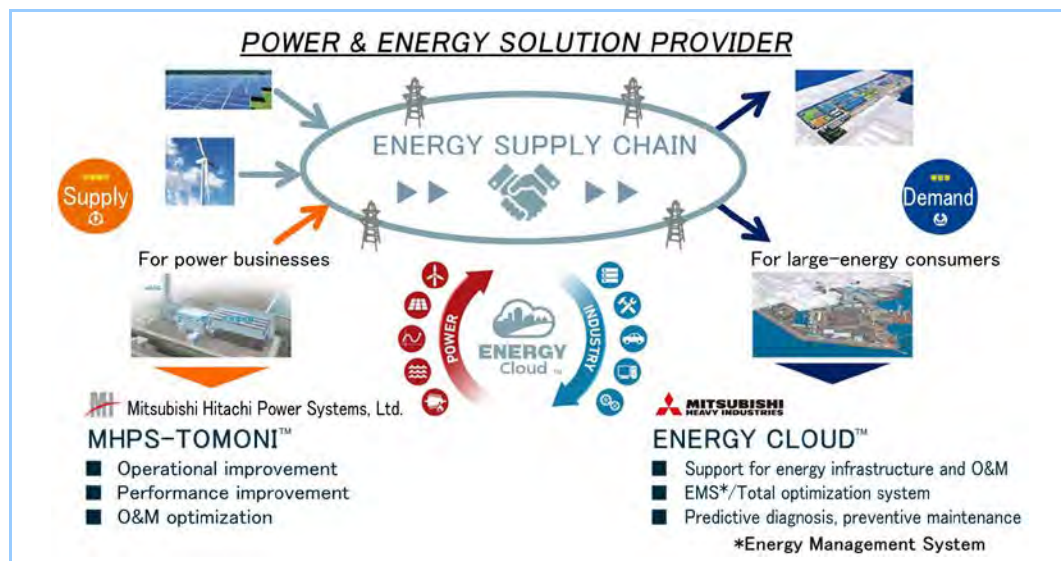 POWER & ENERGY SOLUTION PROVIDER
ENERGY SUPPLY CHAIN
Supply
Demand
For power businesses
For large-energy consumers
POWER
INDUSTRY
ENERGY
Cloud TM
Mitsubishi Hitachi Power Systems, Ltd.
MHPS-TOMONI™
■ Operational improvement
■ Performance improvement
■ O&M optimization
MITSUBISHI
HEAVY INDUSTRIES
ENERGY CLOUD™
■ Support for energy infrastructure and O&M
■ EMS*/Total optimization system
■ Predictive diagnosis, preventive maintenance
*Energy Management System